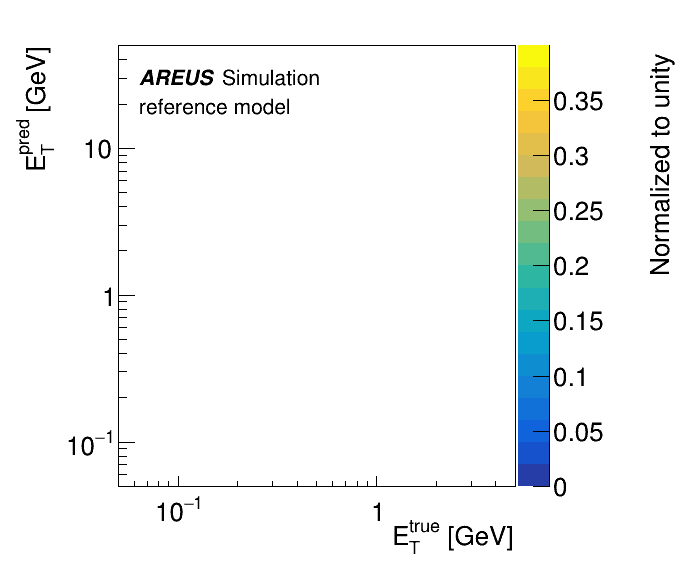 AREUS Simulation
reference model
E_T^pred [GeV]
10
1
10⁻¹
10⁻¹
1
E_T^true [GeV]
0.35
0.3
0.25
0.2
0.15
0.1
0.05
0
Normalized to unity